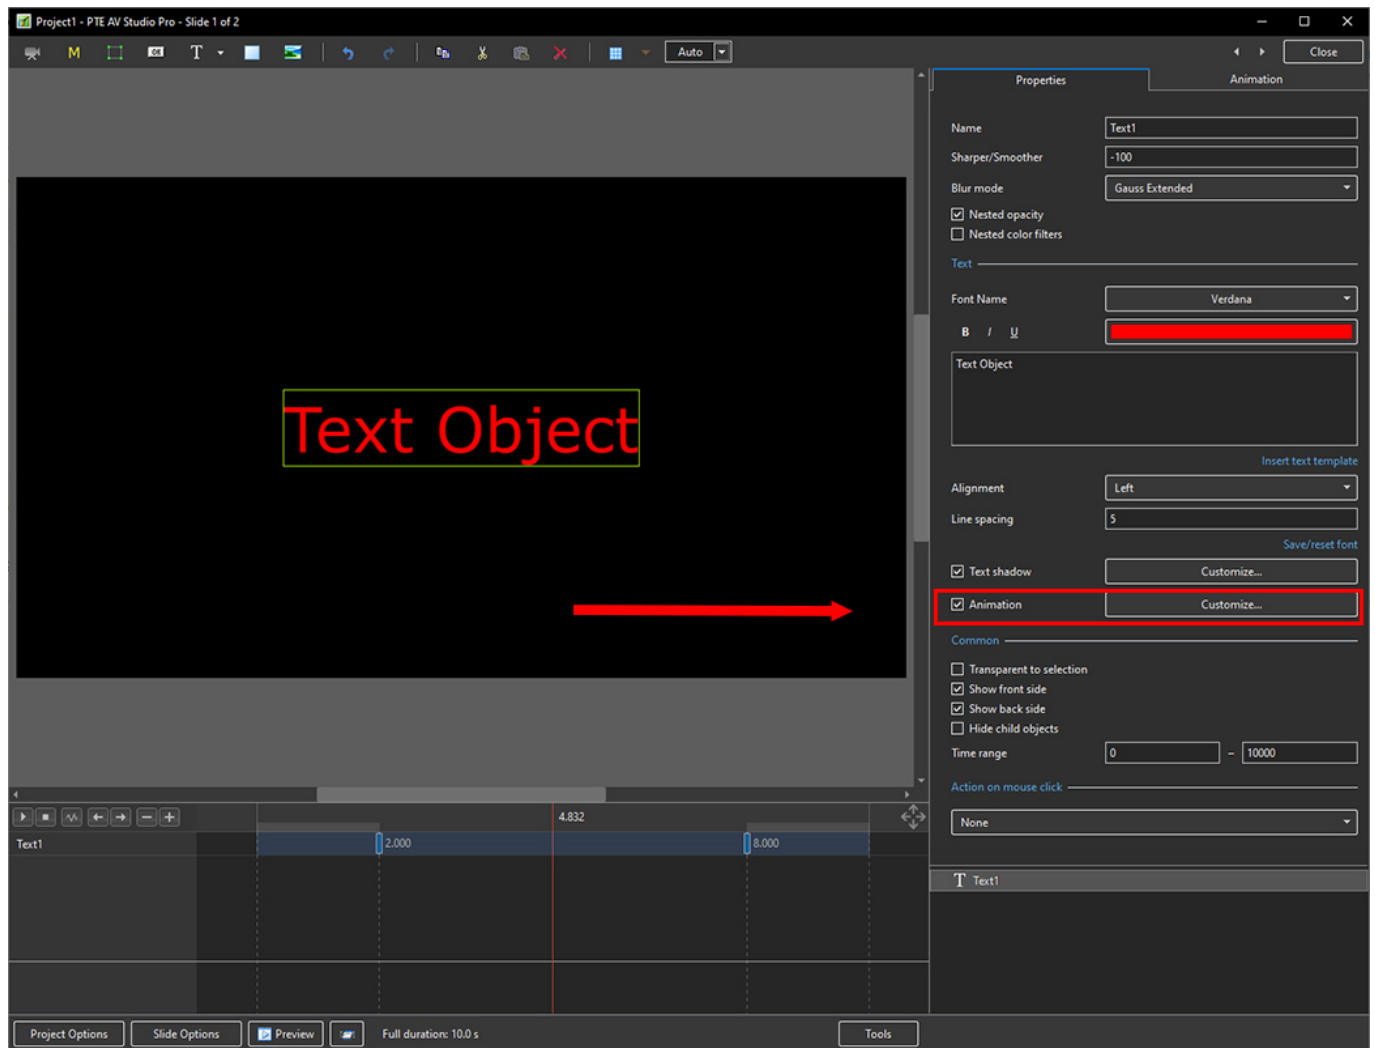 Project1 - PTE AV Studio Pro - Slide 1 of 2
M OK T Auto Close
Properties Animation
Name Text1
Sharper/Smoother -100
Blur mode Gauss Extended
Nested opacity
Nested color filters
Text
Font Name Verdana
B I U
Text Object
Text Object
Insert text template
Alignment Left
Line spacing 5
Save/reset font
Text shadow Customize...
Animation Customize...
Common
Transparent to selection
Show front side
Show back side
Hide child objects
Time range 0 – 10000
Action on mouse click
None
4.832
Text1 2.000 8.000
T Text1
Project Options Slide Options Preview Full duration: 10.0 s Tools